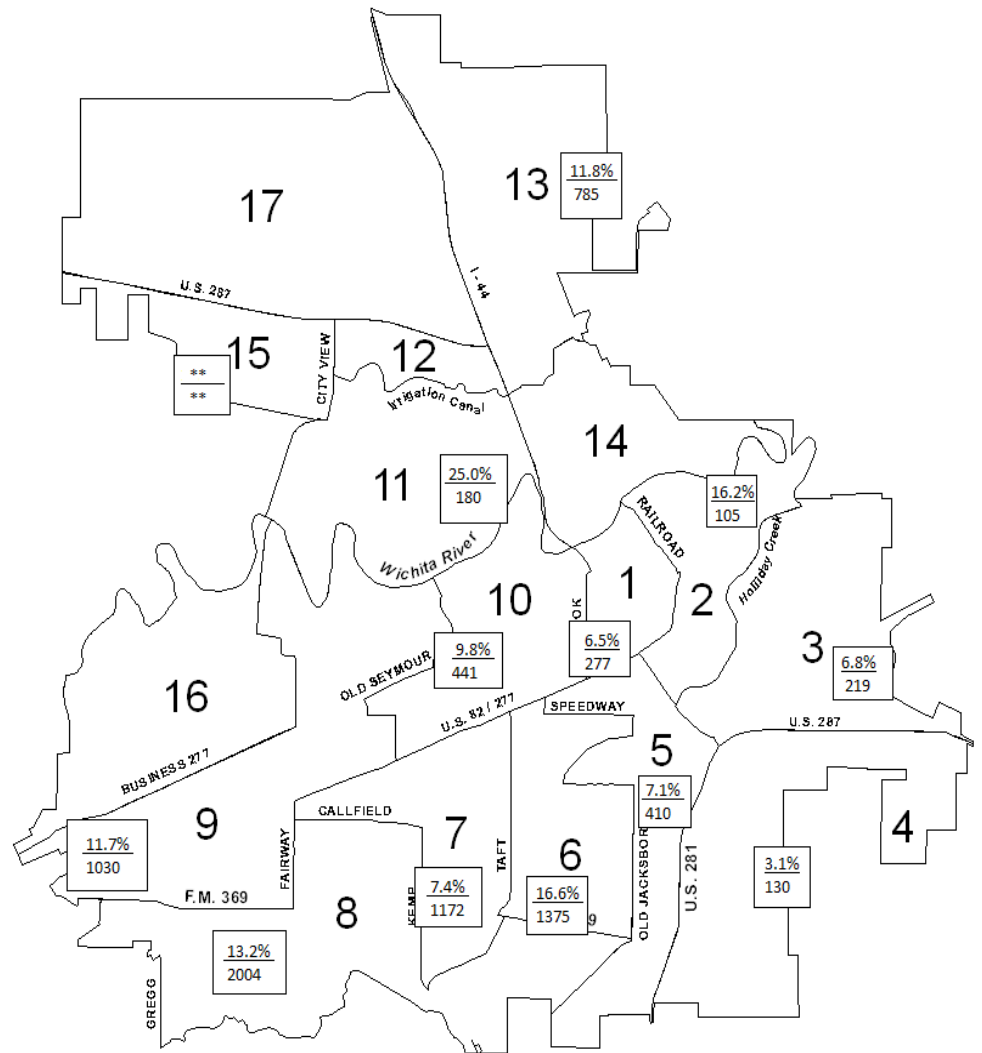 13
11.8%
785
17
I-44
U.S. 287
15
**
**
CITY VIEW
12
Irrigation Canal
14
11
25.0%
180
16.2%
105
RAILROAD
Holliday Creek
Wichita River
10
OK
1
2
9.8%
441
6.5%
277
3
6.8%
219
OLD SEYMOUR
16
U.S. 82 / 277
SPEEDWAY
U.S. 287
BUSINESS 277
5
7.1%
410
CALLFIELD
9
11.7%
1030
FAIRWAY
7
TAFT
6
4
OLD JACKSBOR
U.S. 281
3.1%
130
7.4%
1172
KEMP
16.6%
1375
9
F.M. 369
8
13.2%
2004
GREGG